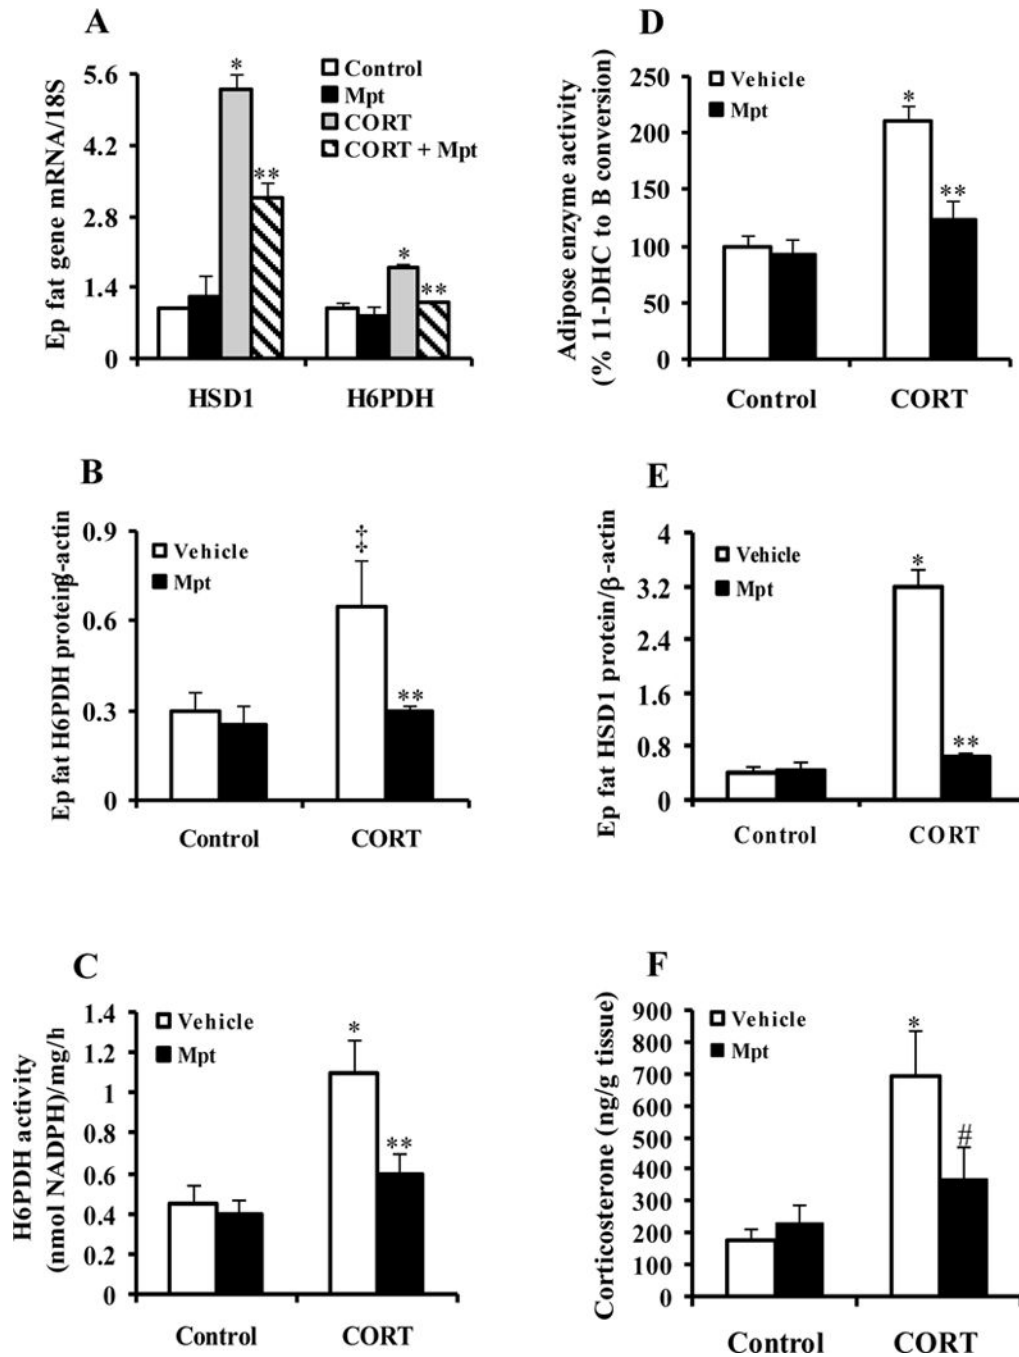 A
Ep fat gene mRNA/18S
5.6
4.2
2.8
1.4
0
Control
Mpt
CORT
CORT + Mpt
*
**
*
**
HSD1
H6PDH
D
Adipose enzyme activity
(% 11-DHC to B conversion)
250
200
150
100
50
0
Vehicle
Mpt
*
**
Control
CORT
B
Ep fat H6PDH protein/β-actin
0.9
0.6
0.3
0
Vehicle
Mpt
‡
**
Control
CORT
E
Ep fat HSD1 protein/β-actin
4
3.2
2.4
1.6
0.8
0
Vehicle
Mpt
*
**
Control
CORT
C
H6PDH activity
(nmol NADPH)/mg/h
1.4
1.2
1
0.8
0.6
0.4
0.2
0
Vehicle
Mpt
*
**
Control
CORT
F
Corticosterone (ng/g tissue)
900
800
700
600
500
400
300
200
100
0
Vehicle
Mpt
*
#
Control
CORT